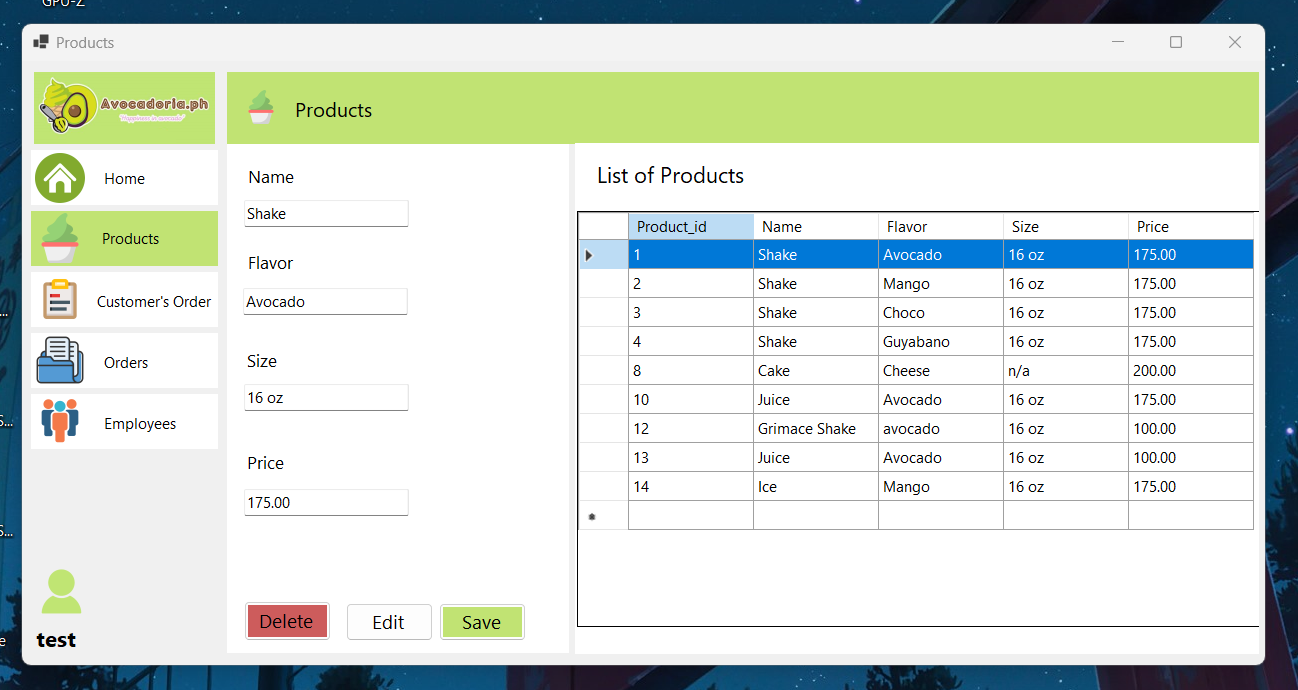 GPU-Z
Products
Avocadoria.ph
"Happiness in avocado"
Products
Home
Products
Customer's Order
Orders
Employees
test
Name
Shake
Flavor
Avocado
Size
16 oz
Price
175.00
Delete Edit Save
List of Products
Product_id Name Flavor Size Price
1 Shake Avocado 16 oz 175.00
2 Shake Mango 16 oz 175.00
3 Shake Choco 16 oz 175.00
4 Shake Guyabano 16 oz 175.00
8 Cake Cheese n/a 200.00
10 Juice Avocado 16 oz 175.00
12 Grimace Shake avocado 16 oz 100.00
13 Juice Avocado 16 oz 100.00
14 Ice Mango 16 oz 175.00
...
S...
S...
e